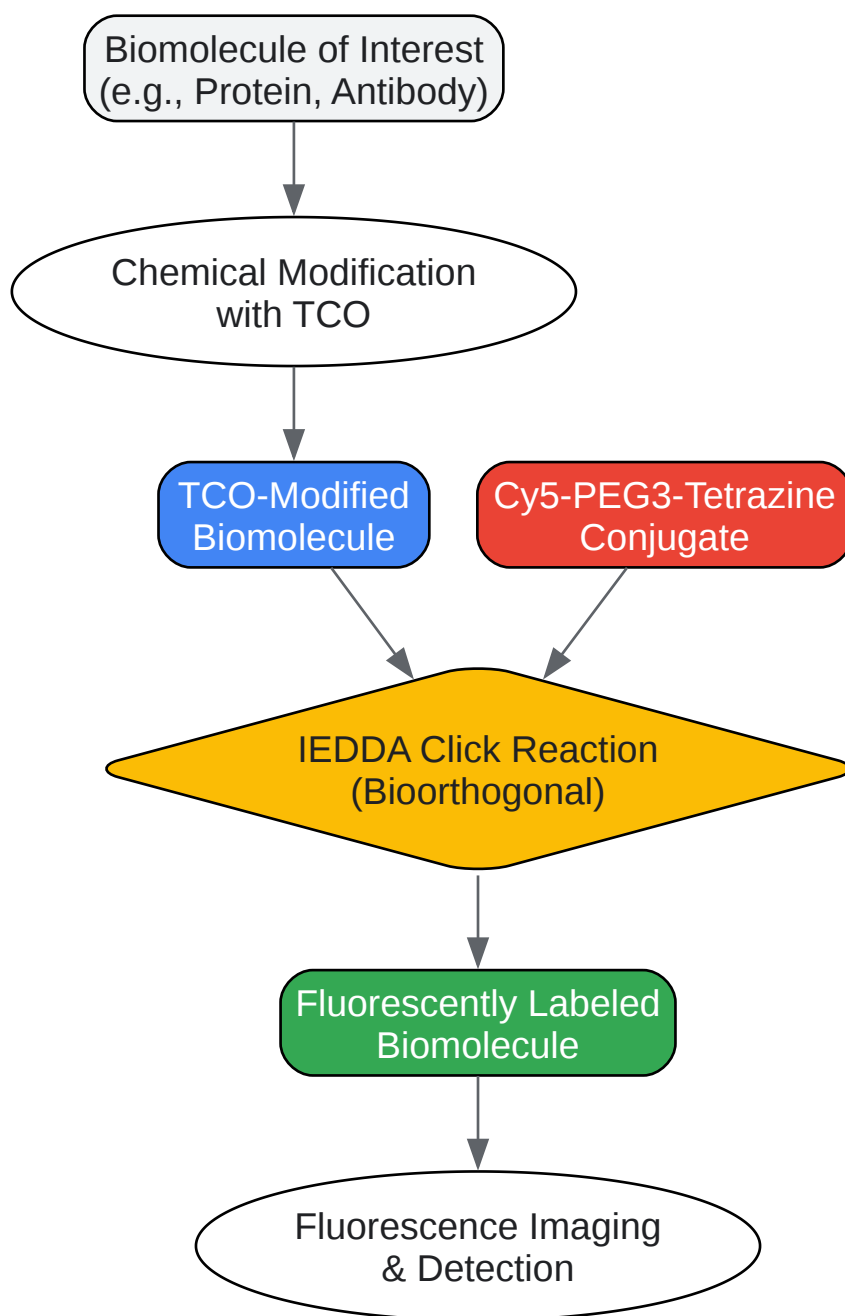 Biomolecule of Interest
(e.g., Protein, Antibody)
Chemical Modification
with TCO
TCO-Modified
Biomolecule
Cy5-PEG3-Tetrazine
Conjugate
IEDDA Click Reaction
(Bioorthogonal)
Fluorescently Labeled
Biomolecule
Fluorescence Imaging
& Detection